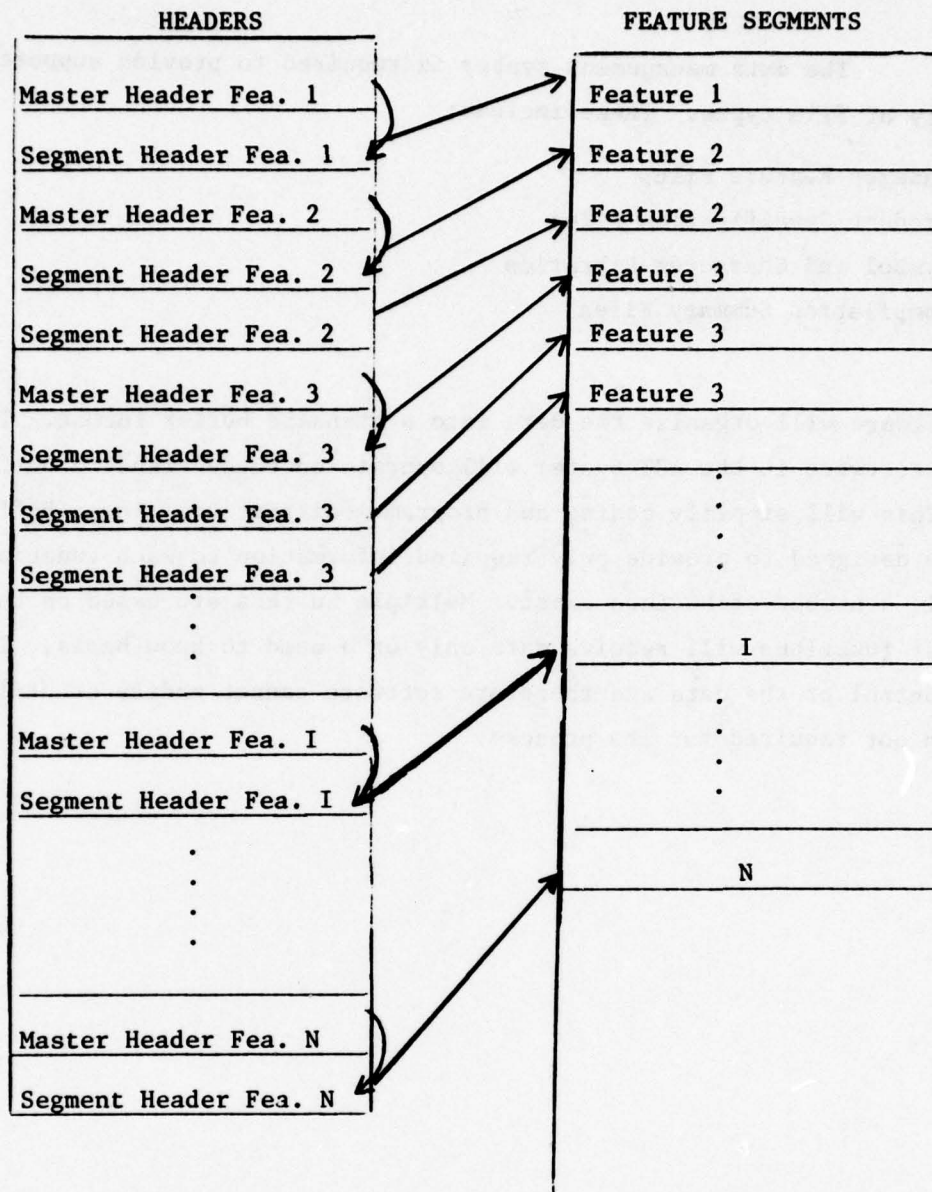 HEADERS
Master Header Fea. 1
Segment Header Fea. 1
Master Header Fea. 2
Segment Header Fea. 2
Segment Header Fea. 2
Master Header Fea. 3
Segment Header Fea. 3
Segment Header Fea. 3
Segment Header Fea. 3
Master Header Fea. I
Segment Header Fea. I
Master Header Fea. N
Segment Header Fea. N
FEATURE SEGMENTS
Feature 1
Feature 2
Feature 2
Feature 3
Feature 3
Feature 3
I
N